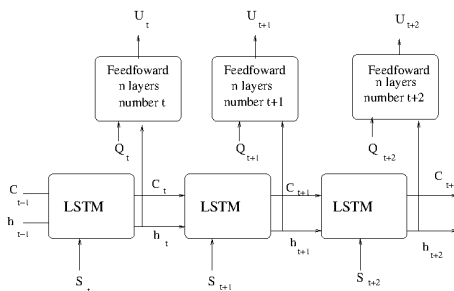 U t
U t+1
U t+2
Feedfoward
n layers
number t
Feedfoward
n layers
number t+1
Feedfoward
n layers
number t+2
Q t
Q t+1
Q t+2
C t-1
h t-1
LSTM
C t
h t
LSTM
C t+1
h t+1
LSTM
C t+
h t+2
S
S t+1
S t+2